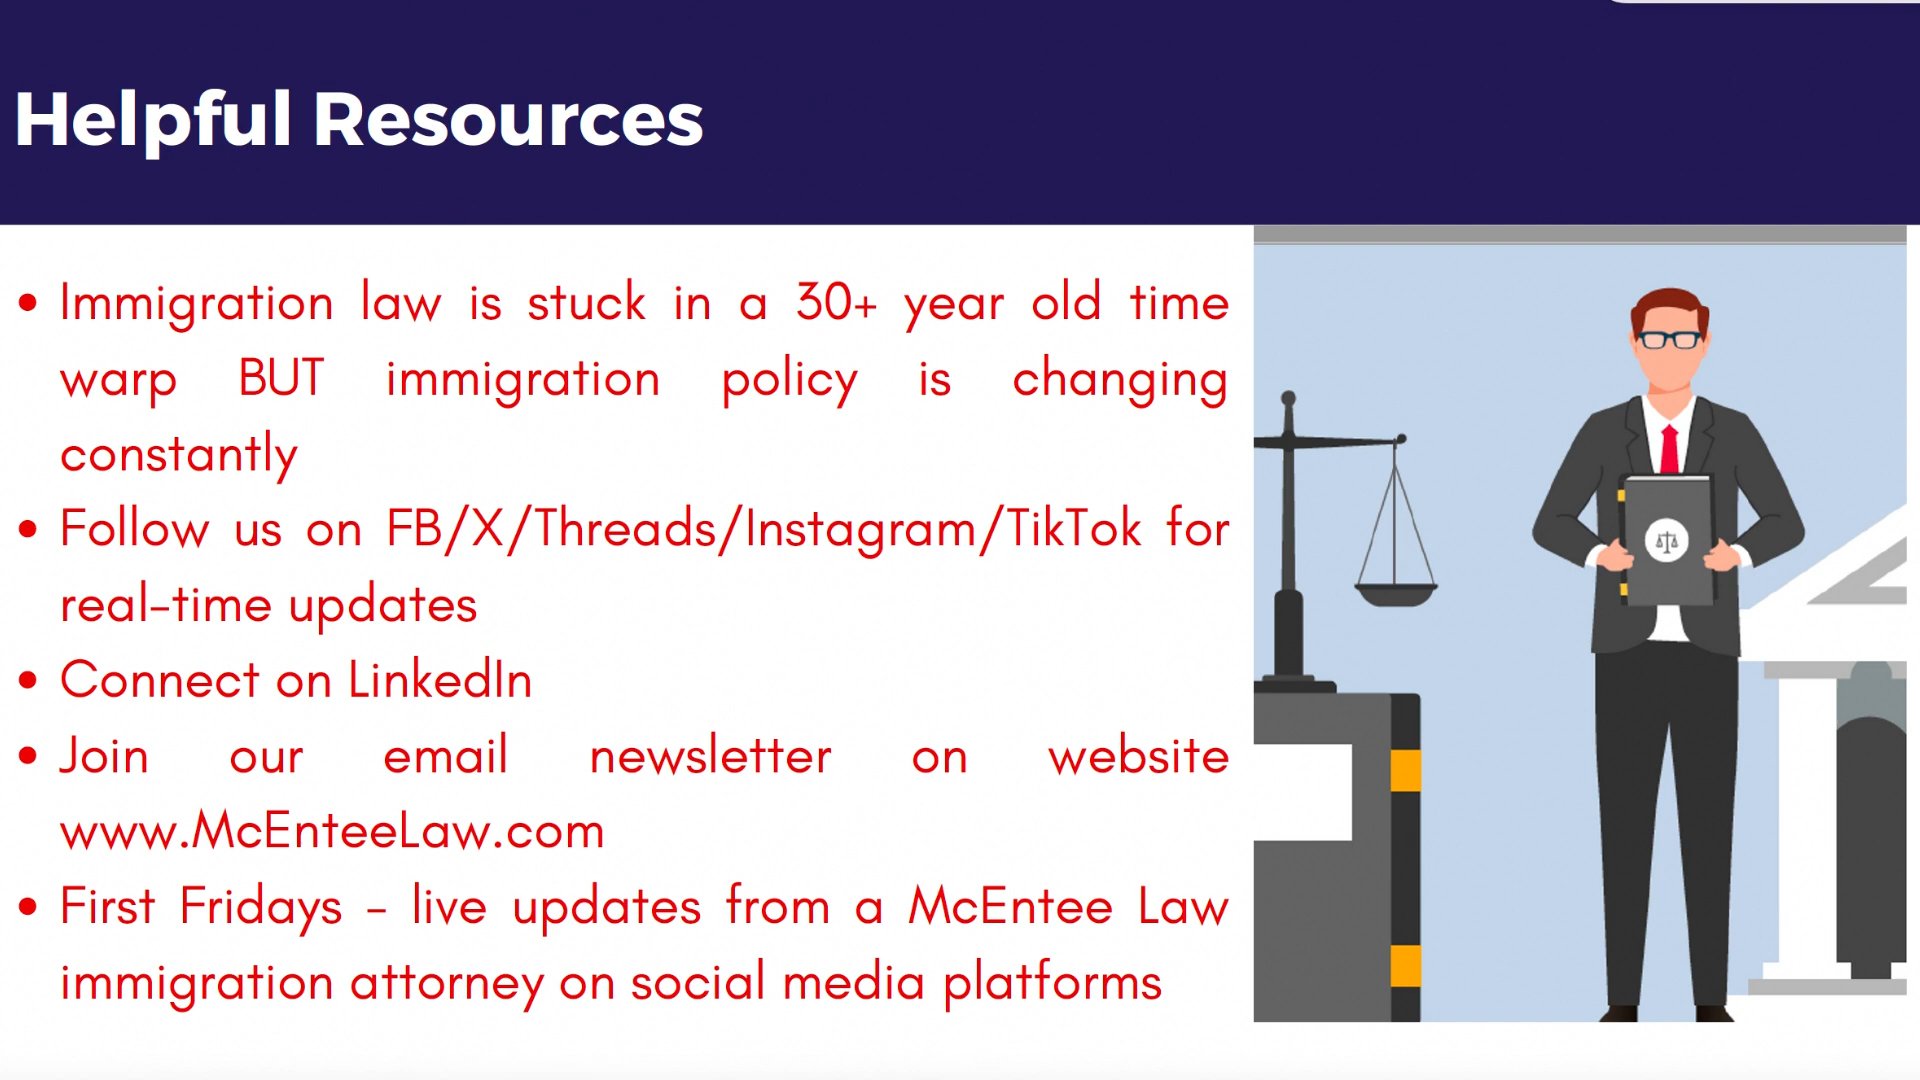 Helpful Resources
• Immigration law is stuck in a 30+ year old time
warp BUT immigration policy is changing
constantly
• Follow us on FB/X/Threads/Instagram/TikTok for
real-time updates
• Connect on LinkedIn
• Join our email newsletter on website
www.McEnteeLaw.com
• First Fridays - live updates from a McEntee Law
immigration attorney on social media platforms